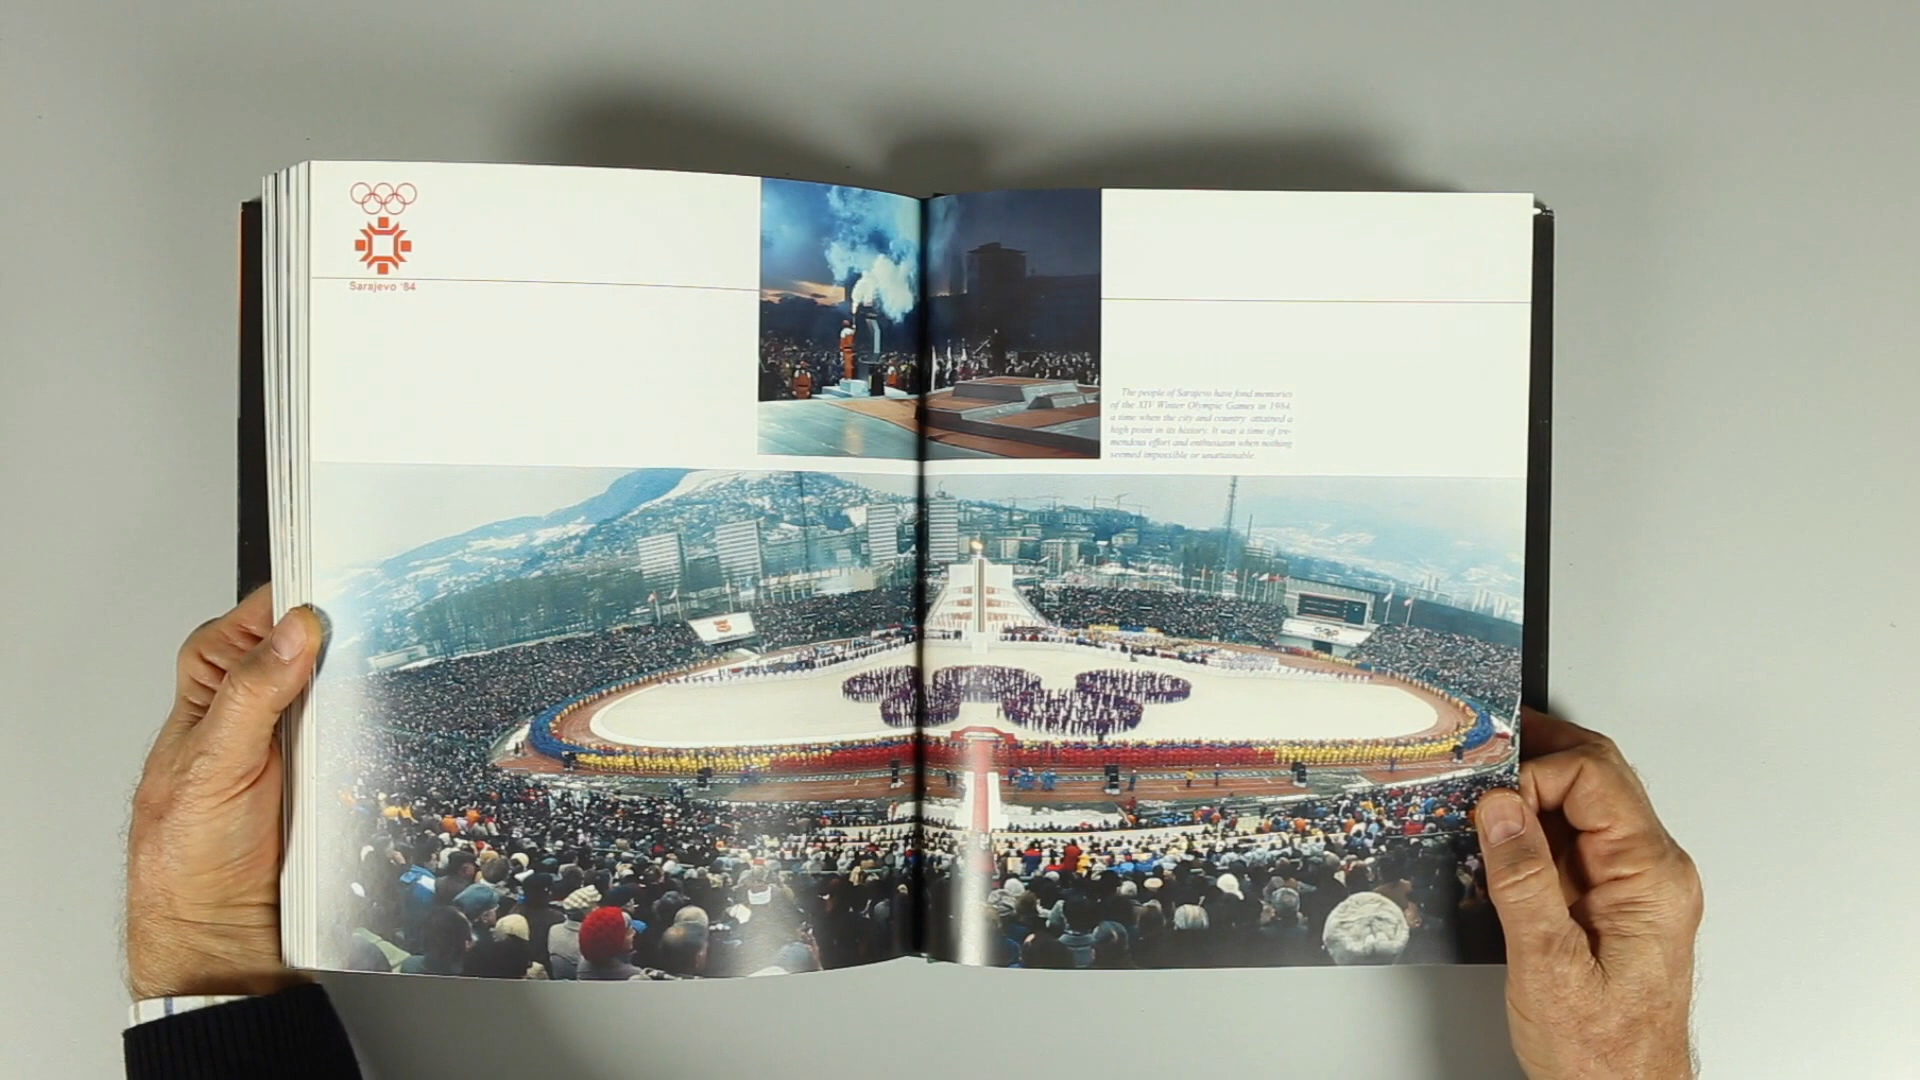 Sarajevo '84
The people of Sarajevo have fond memories
of the XIV Winter Olympic Games in 1984,
a time when the city and country attained a
high point in its history. It was a time of tre-
mendous effort and enthusiasm when nothing
seemed impossible or unattainable.